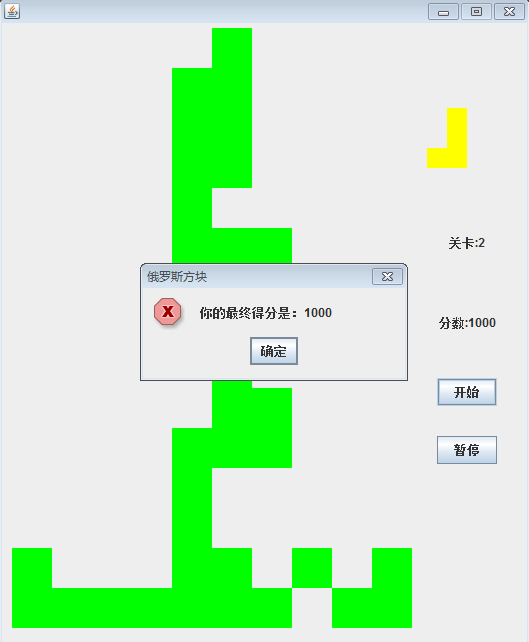 关卡:2
俄罗斯方块
你的最终得分是：1000
确定
分数:1000
开始
暂停